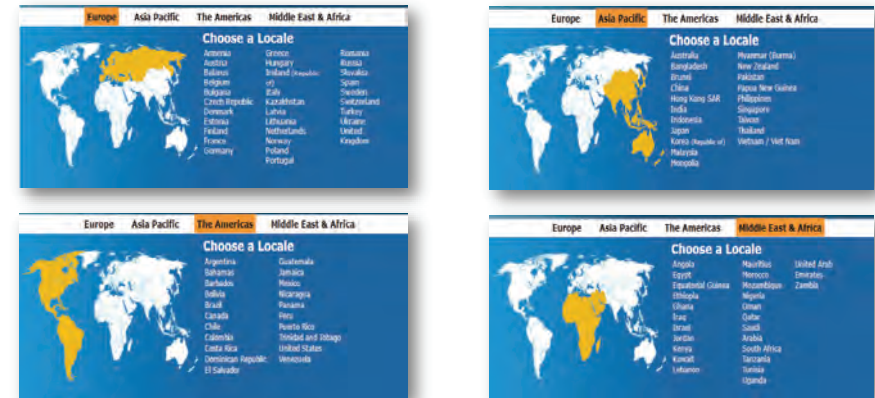 Europe Asia Pacific The Americas Middle East & Africa
Choose a Locale
Armenia
Austria
Belarus
Belgium
Bulgaria
Czech Republic
Denmark
Estonia
Finland
France
Germany
Greece
Hungary
Ireland (Republic
of)
Italy
Kazakhstan
Latvia
Lithuania
Netherlands
Norway
Poland
Portugal
Romania
Russia
Slovakia
Spain
Sweden
Switzerland
Turkey
Ukraine
United
Kingdom
Europe Asia Pacific The Americas Middle East & Africa
Choose a Locale
Australia
Bangladesh
Brunei
China
Hong Kong SAR
India
Indonesia
Japan
Korea (Republic of)
Malaysia
Mongolia
Myanmar (Burma)
New Zealand
Pakistan
Papua New Guinea
Philippines
Singapore
Taiwan
Thailand
Vietnam / Viet Nam
Europe Asia Pacific The Americas Middle East & Africa
Choose a Locale
Argentina
Bahamas
Barbados
Bolivia
Brazil
Canada
Chile
Colombia
Costa Rica
Dominican Republic
El Salvador
Guatemala
Jamaica
Mexico
Nicaragua
Panama
Peru
Puerto Rico
Trinidad and Tobago
United States
Venezuela
Europe Asia Pacific The Americas Middle East & Africa
Choose a Locale
Angola
Egypt
Equatorial Guinea
Ethiopia
Ghana
Iraq
Israel
Jordan
Kenya
Kuwait
Lebanon
Mauritius
Morocco
Mozambique
Nigeria
Oman
Qatar
Saudi
Arabia
South Africa
Tanzania
Tunisia
Uganda
United Arab
Emirates
Zambia